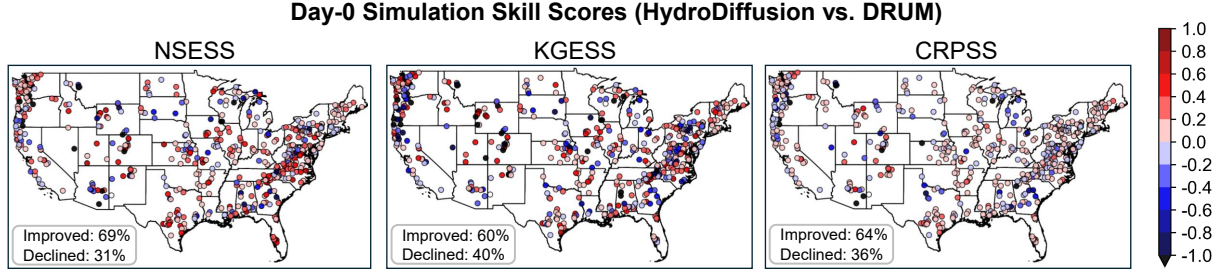 Day-0 Simulation Skill Scores (HydroDiffusion vs. DRUM)
NSESS
KGESS
CRPSS
Improved: 69%
Declined: 31%
Improved: 60%
Declined: 40%
Improved: 64%
Declined: 36%
1.0
0.8
0.6
0.4
0.2
0.0
-0.2
-0.4
-0.6
-0.8
-1.0